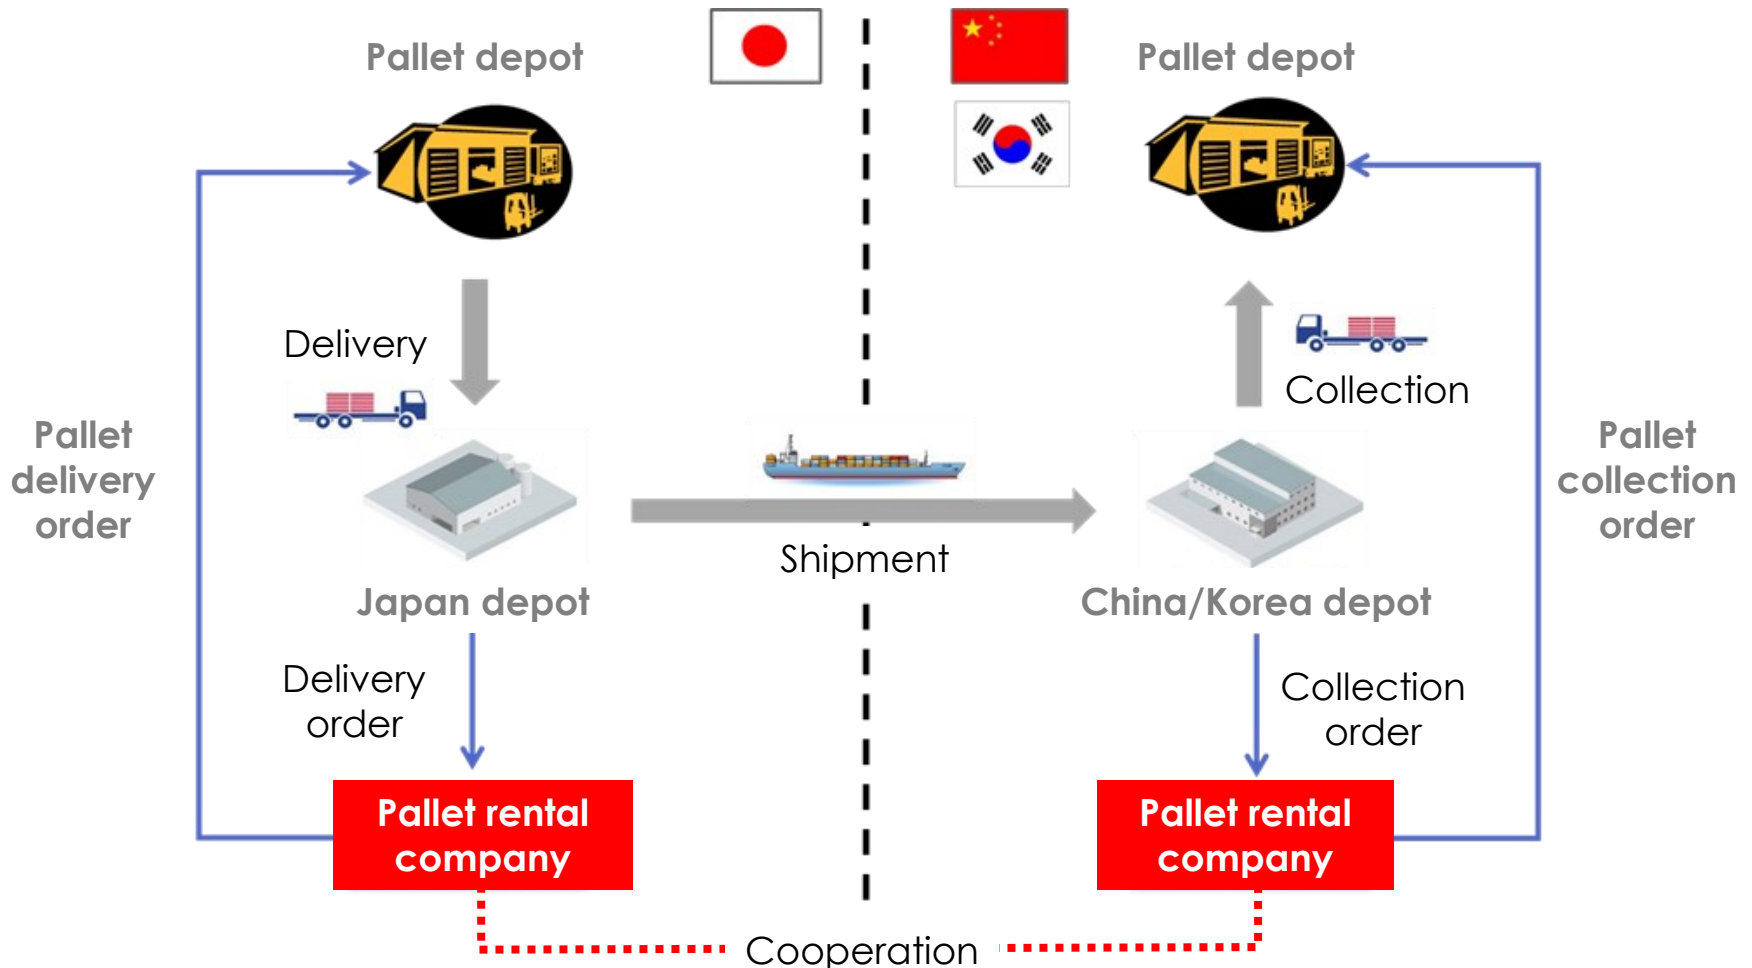 Pallet depot
Pallet depot
Delivery
Collection
Pallet
delivery
order
Pallet
collection
order
Shipment
Japan depot
China/Korea depot
Delivery
order
Collection
order
Pallet rental
company
Pallet rental
company
Cooperation